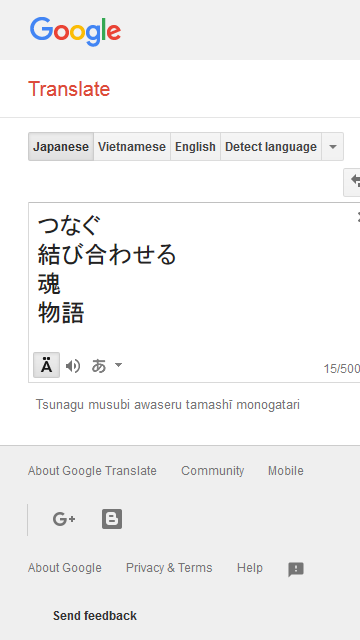 Google
Translate
Japanese Vietnamese English Detect language
つなぐ
結び合わせる
魂
物語
Ä あ 15/500
Tsunagu musubi awaseru tamashī monogatari
About Google Translate Community Mobile
G+ B
About Google Privacy & Terms Help
Send feedback